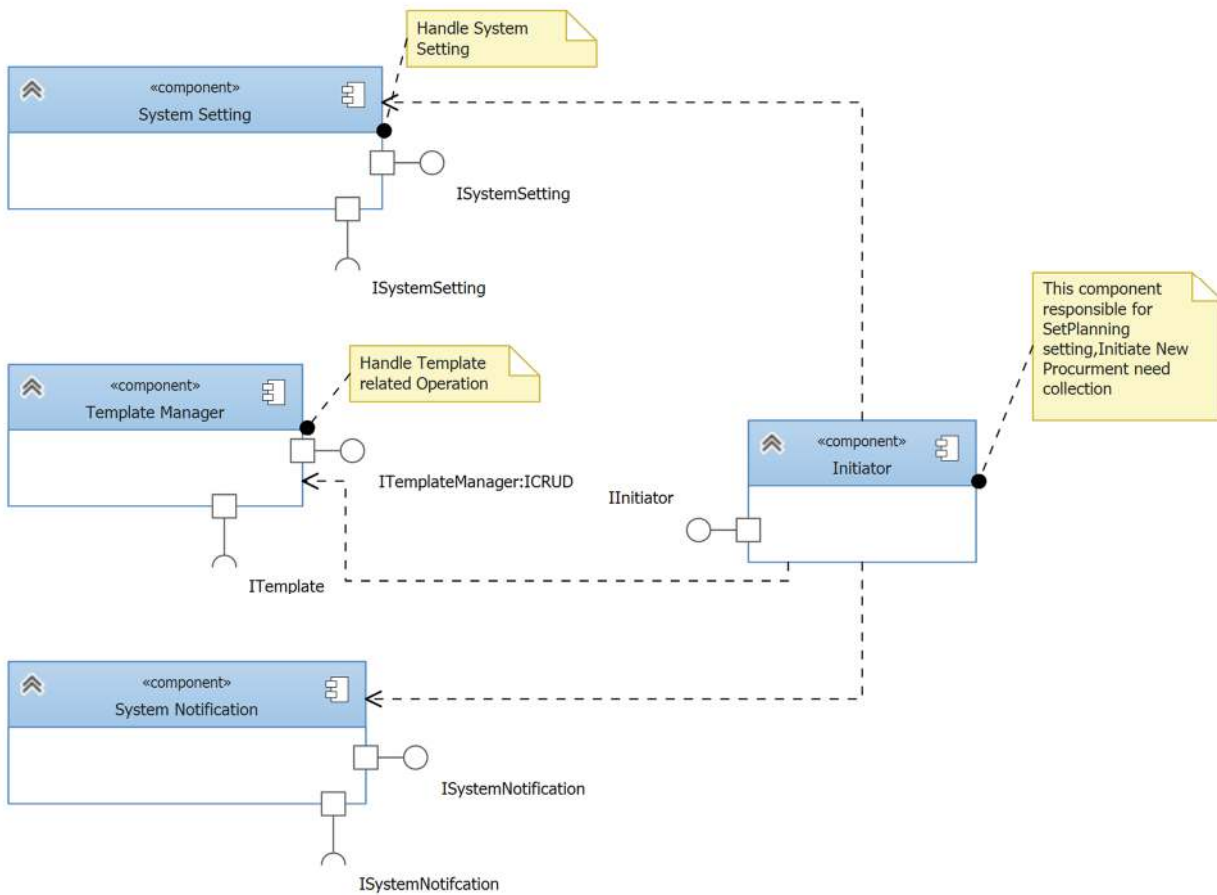 Handle System
Setting
«component»
System Setting
ISystemSetting
ISystemSetting
This component
responsible for
SetPlanning
setting,Initiate New
Procurment need
collection
Handle Template
related Operation
«component»
Template Manager
ITemplateManager:ICRUD
ITemplate
«component»
Initiator
IInitiator
«component»
System Notification
ISystemNotification
ISystemNotifcation